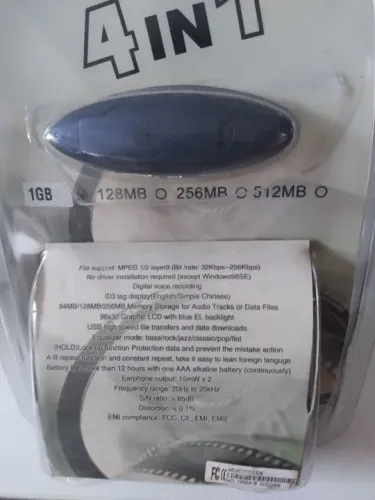 4 IN 1
1GB 128MB 256MB 512MB
File support: MPEG 1/2 layer3 (Bit rate: 32Kbps--256Kbps)
No driver installation required (except Windows98SE)
Digital voice recording
ID3 tag display(English/Simple Chinese)
64MB/128MB/256MB Memory Storage for Audio Tracks or Data Files
96x32 Graphic LCD with blue EL backlight
USB high speed file transfers and data downloads
Equalizer mode: bass/rock/jazz/classic/pop/flat
(HOLD)Lock up function Protection data and prevent the mistake action
A-B repeat function and constant repeat, take it easy to lean foreign languge
Battery life: more than 12 hours with one AAA alkaline battery (continuously)
Earphone output: 15mW x 2
Frequency range: 20Hz to 20kHz
S/N ratio: > 85dB
Distortion: < 0.1%
EMI compliance: FCC, CE, EMI, EMS
FC CE